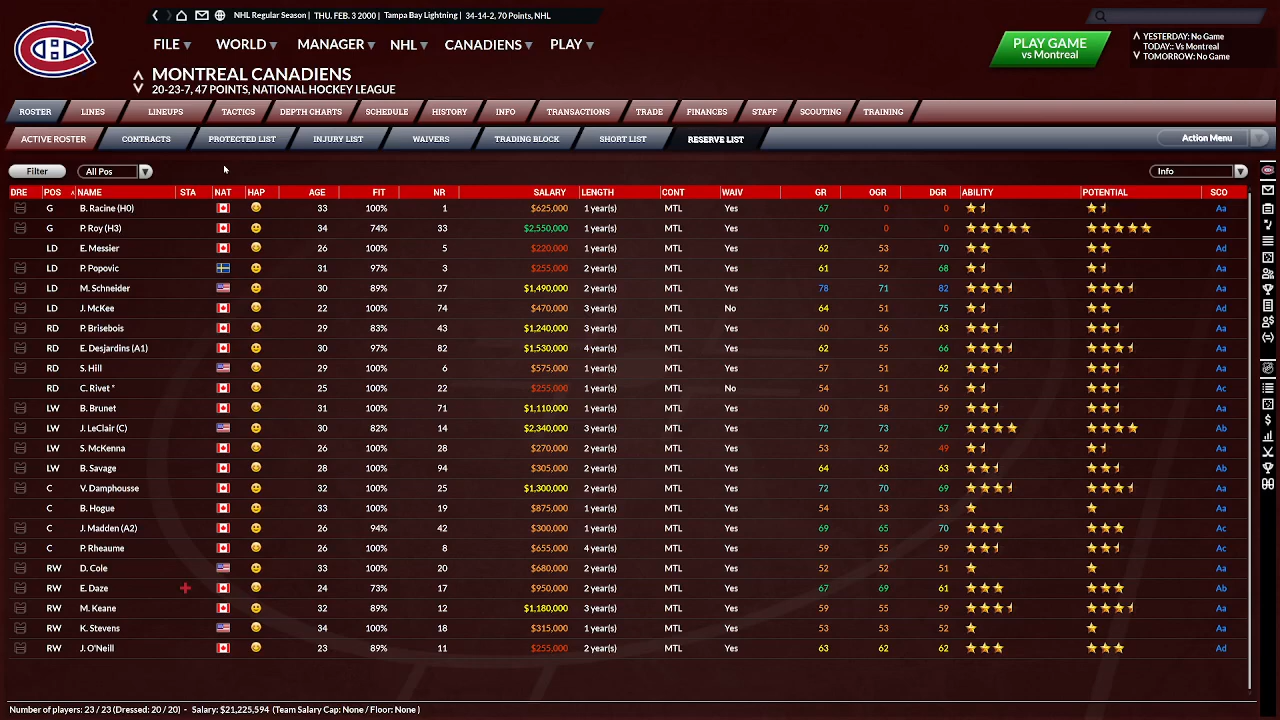 NHL Regular Season | THU. FEB. 3 2000 | Tampa Bay Lightning | 34-14-2, 70 Points, NHL
FILE WORLD MANAGER NHL CANADIENS PLAY
PLAY GAME
vs Montreal
YESTERDAY: No Game
TODAY:: Vs Montreal
TOMORROW: No Game
MONTREAL CANADIENS
20-23-7, 47 POINTS, NATIONAL HOCKEY LEAGUE
ROSTER LINES LINEUPS TACTICS DEPTH CHARTS SCHEDULE HISTORY INFO TRANSACTIONS TRADE FINANCES STAFF SCOUTING TRAINING
ACTIVE ROSTER CONTRACTS PROTECTED LIST INJURY LIST WAIVERS TRADING BLOCK SHORT LIST RESERVE LIST Action Menu
Filter All Pos Info
DRE POS NAME STA NAT HAP AGE FIT NR SALARY LENGTH CONT WAIV GR OGR DGR ABILITY POTENTIAL SCO
G B. Racine (H0) 33 100% 1 $625,000 1 year(s) MTL Yes 67 0 0 Aa
G P. Roy (H3) 34 74% 33 $2,550,000 1 year(s) MTL Yes 70 0 0 Aa
LD E. Messier 26 100% 5 $220,000 1 year(s) MTL Yes 62 53 70 Ad
LD P. Popovic 31 97% 3 $255,000 2 year(s) MTL Yes 61 52 68 Aa
LD M. Schneider 30 89% 27 $1,490,000 2 year(s) MTL Yes 78 71 82 Aa
LD J. McKee 22 100% 74 $470,000 3 year(s) MTL No 64 51 75 Ad
RD P. Brisebois 29 83% 43 $1,240,000 3 year(s) MTL Yes 60 56 63 Aa
RD E. Desjardins (A1) 30 97% 82 $1,530,000 4 year(s) MTL Yes 62 55 66 Aa
RD S. Hill 29 100% 6 $575,000 1 year(s) MTL Yes 57 51 62 Aa
RD C. Rivet * 25 100% 22 $255,000 1 year(s) MTL No 54 51 56 Ac
LW B. Brunet 31 100% 71 $1,110,000 1 year(s) MTL Yes 60 58 59 Aa
LW J. LeClair (C) 30 82% 14 $2,340,000 3 year(s) MTL Yes 72 73 67 Ab
LW S. McKenna 26 100% 28 $270,000 2 year(s) MTL Yes 53 52 49 Aa
LW B. Savage 28 100% 94 $305,000 2 year(s) MTL Yes 64 63 63 Ab
C V. Damphousse 32 100% 25 $1,300,000 2 year(s) MTL Yes 72 70 69 Aa
C B. Hogue 33 100% 19 $875,000 1 year(s) MTL Yes 54 53 53 Aa
C J. Madden (A2) 26 94% 42 $300,000 1 year(s) MTL Yes 69 65 70 Ac
C P. Rheaume 26 100% 8 $655,000 4 year(s) MTL Yes 59 55 59 Ac
RW D. Cole 33 100% 20 $680,000 2 year(s) MTL Yes 52 52 51 Aa
RW E. Daze 24 73% 17 $950,000 2 year(s) MTL Yes 67 69 61 Ab
RW M. Keane 32 89% 12 $1,180,000 3 year(s) MTL Yes 59 55 59 Aa
RW K. Stevens 34 100% 18 $315,000 1 year(s) MTL Yes 53 53 52 Aa
RW J. O'Neill 23 89% 11 $255,000 2 year(s) MTL Yes 63 62 62 Ad
Number of players: 23 / 23 (Dressed: 20 / 20) - Salary: $21,225,594 (Team Salary Cap: None / Floor: None )